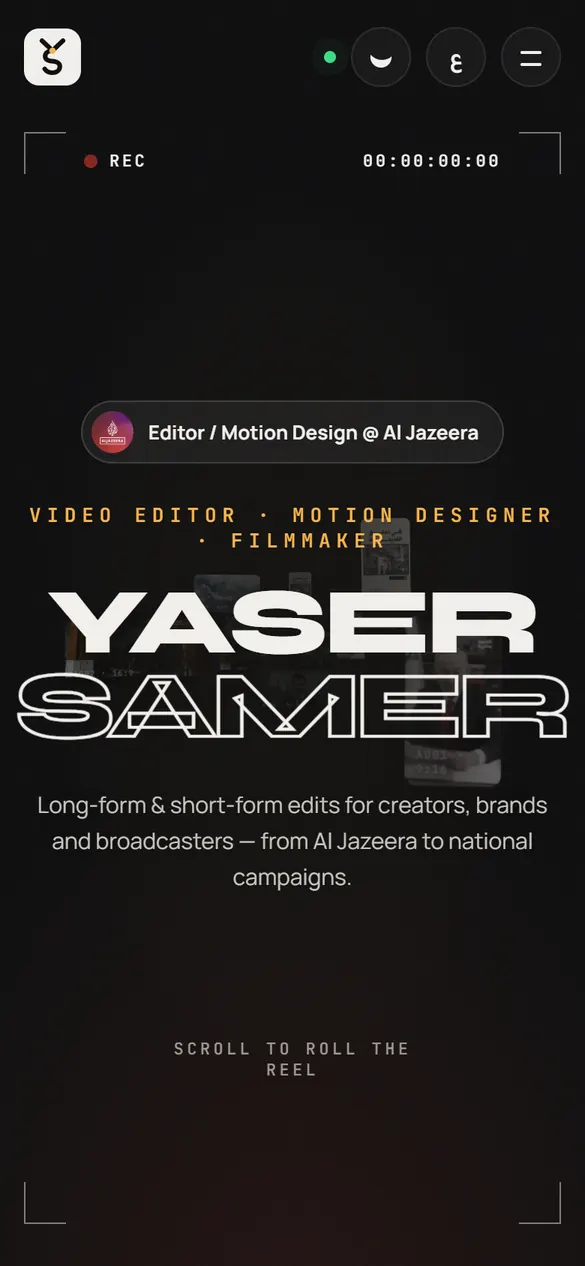 ع
REC
00:00:00:00
Editor / Motion Design @ Al Jazeera
VIDEO EDITOR · MOTION DESIGNER
· FILMMAKER
YASER
SAMER
Long-form & short-form edits for creators, brands
and broadcasters — from Al Jazeera to national
campaigns.
SCROLL TO ROLL THE
REEL